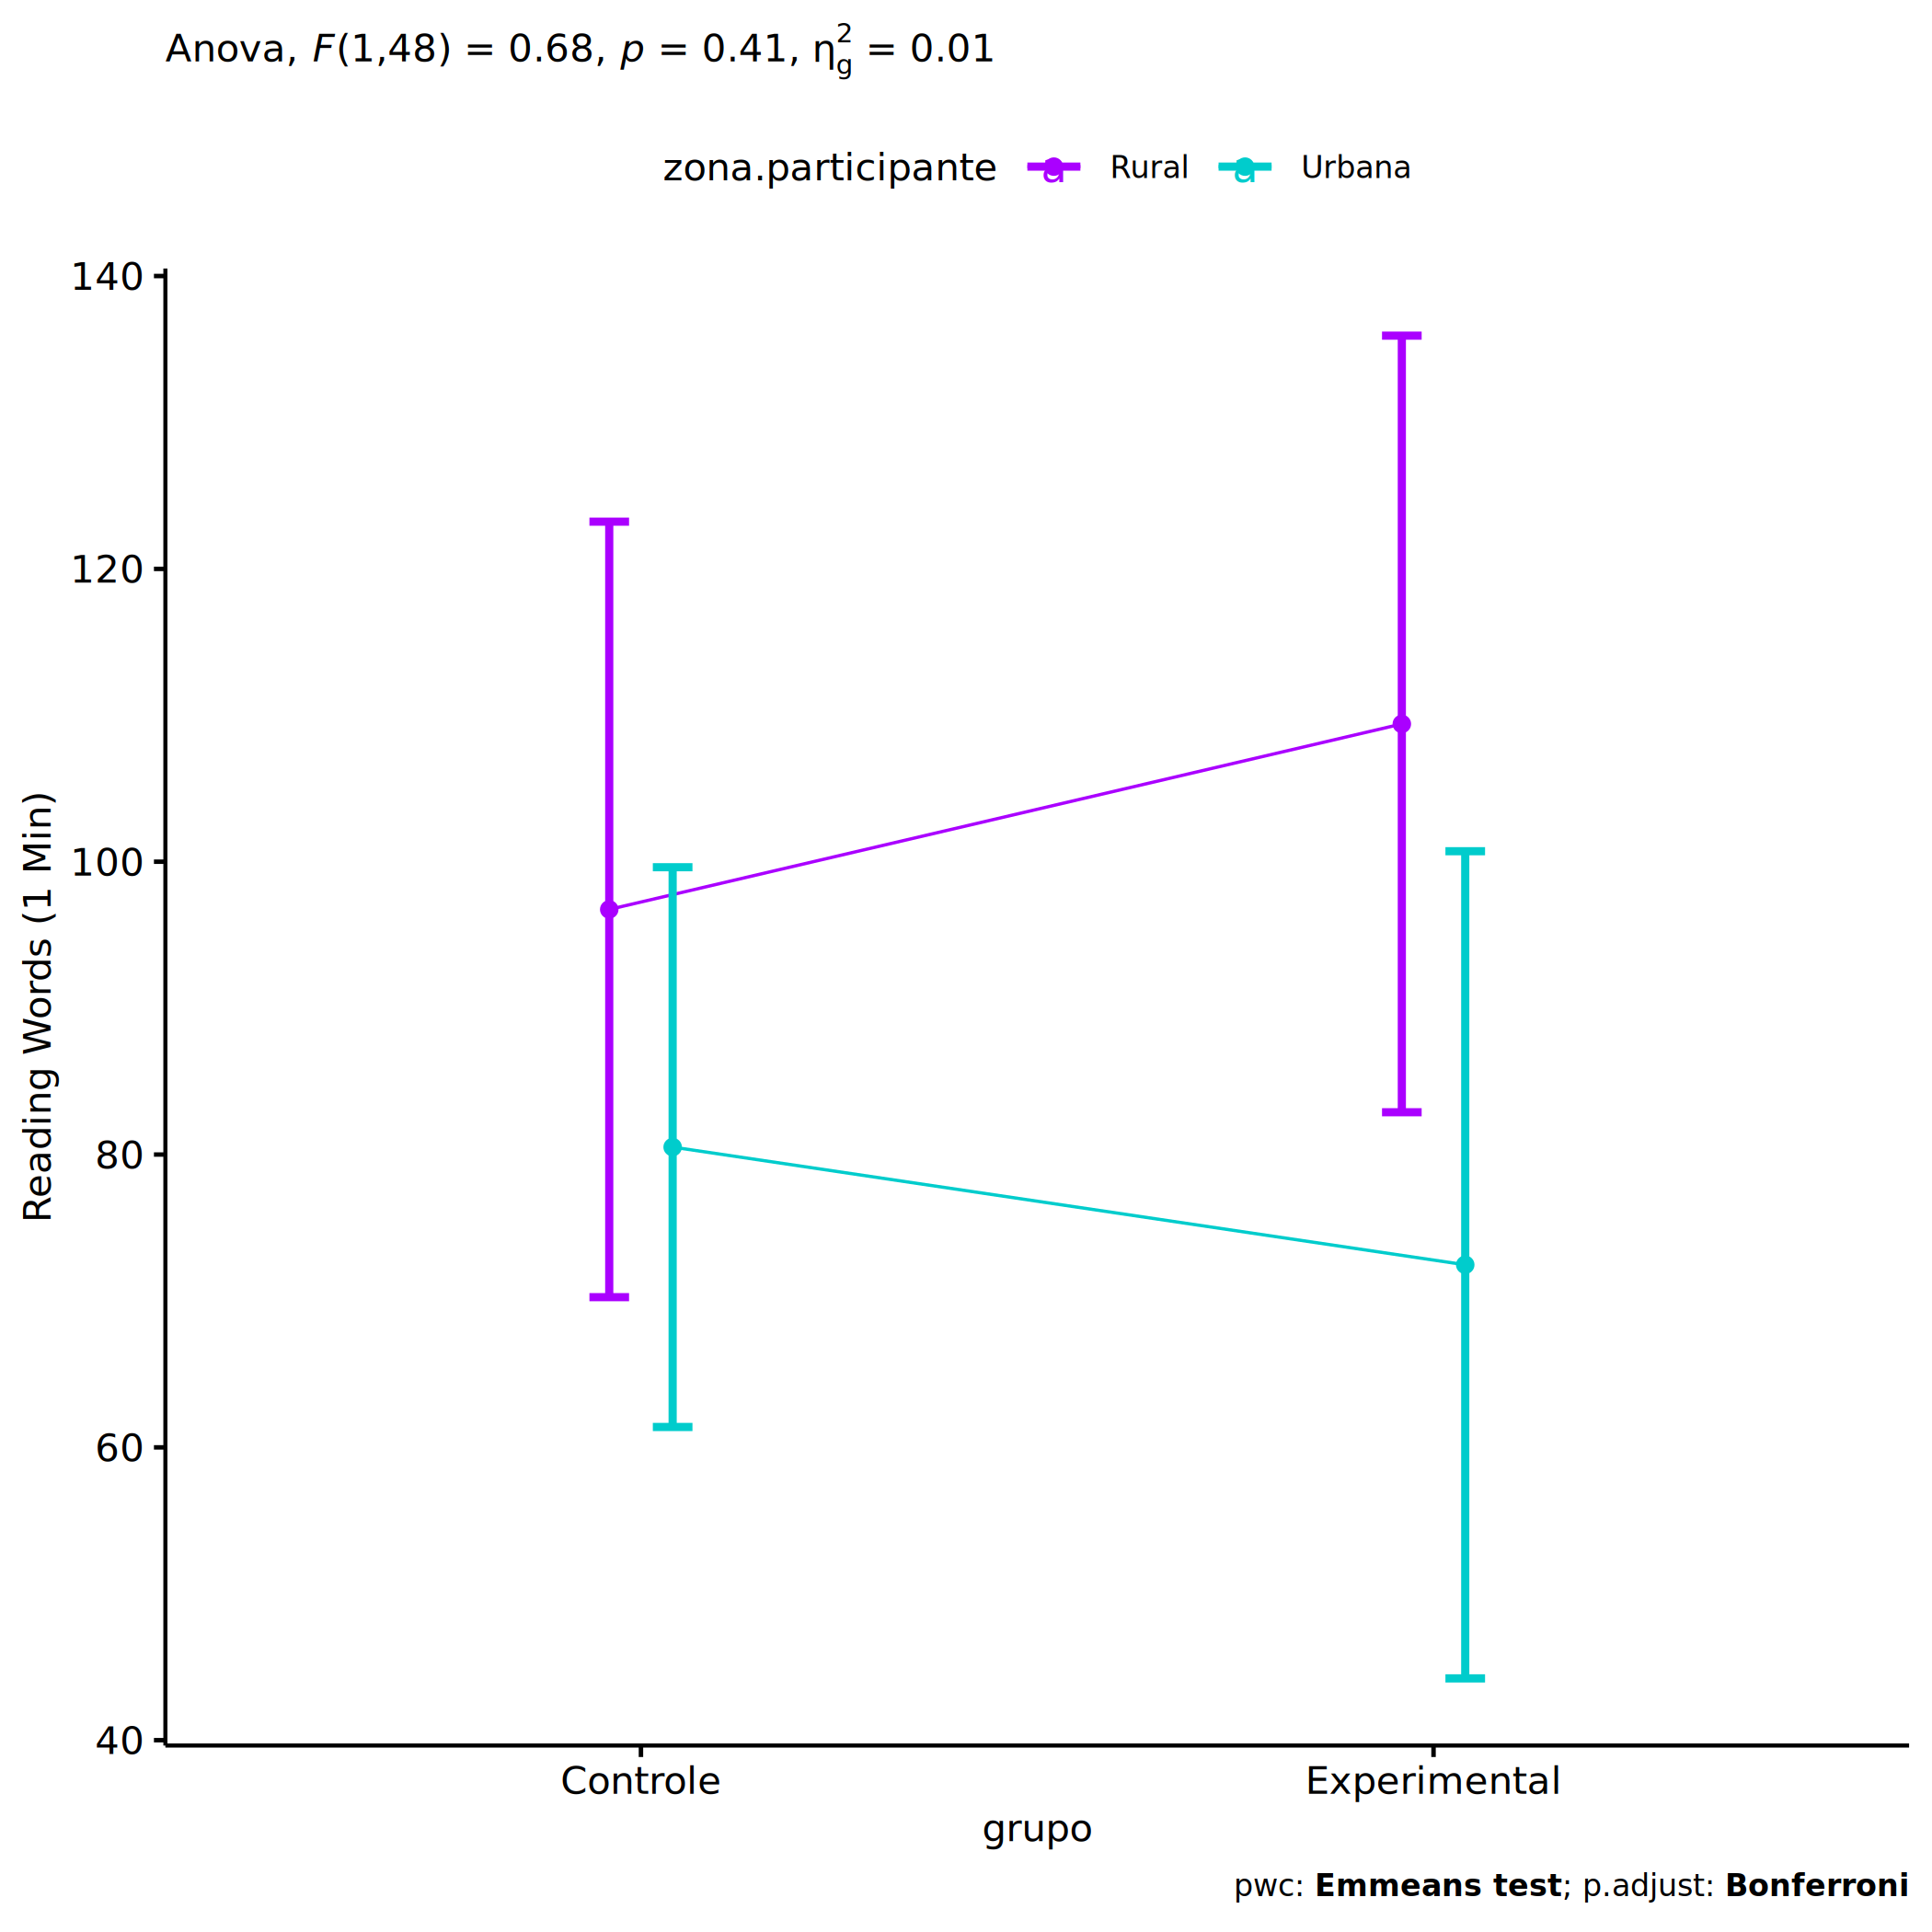 Anova, F(1,48) = 0.68, p = 0.41, η²g = 0.01
zona.participante Rural Urbana
140
120
100
80
60
40
Reading Words (1 Min)
Controle Experimental
grupo
pwc: Emmeans test; p.adjust: Bonferroni